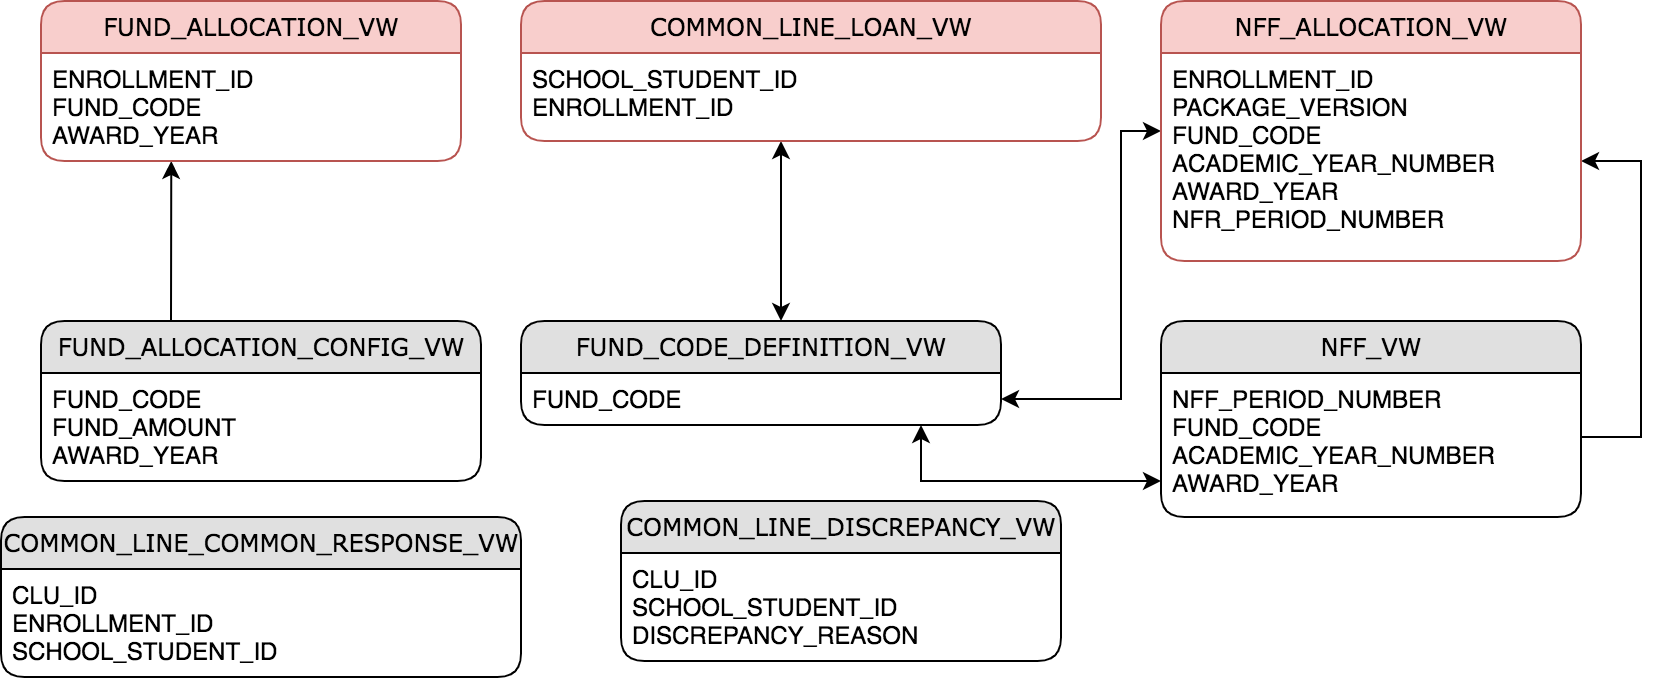 FUND_ALLOCATION_VW
ENROLLMENT_ID
FUND_CODE
AWARD_YEAR
COMMON_LINE_LOAN_VW
SCHOOL_STUDENT_ID
ENROLLMENT_ID
NFF_ALLOCATION_VW
ENROLLMENT_ID
PACKAGE_VERSION
FUND_CODE
ACADEMIC_YEAR_NUMBER
AWARD_YEAR
NFR_PERIOD_NUMBER
FUND_ALLOCATION_CONFIG_VW
FUND_CODE
FUND_AMOUNT
AWARD_YEAR
FUND_CODE_DEFINITION_VW
FUND_CODE
NFF_VW
NFF_PERIOD_NUMBER
FUND_CODE
ACADEMIC_YEAR_NUMBER
AWARD_YEAR
COMMON_LINE_COMMON_RESPONSE_VW
CLU_ID
ENROLLMENT_ID
SCHOOL_STUDENT_ID
COMMON_LINE_DISCREPANCY_VW
CLU_ID
SCHOOL_STUDENT_ID
DISCREPANCY_REASON